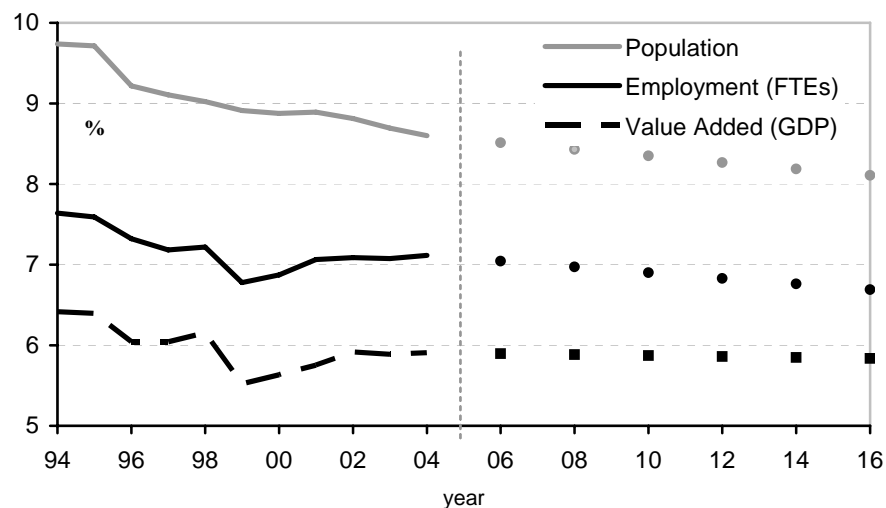 10
Population
Employment (FTEs)
Value Added (GDP)
9
%
8
7
6
5
94 96 98 00 02 04 06 08 10 12 14 16
year